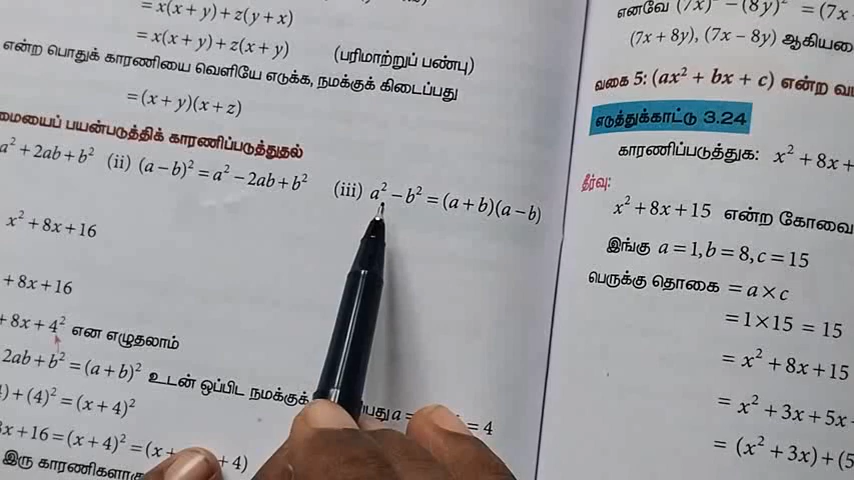 = x(x + y) + z(y + x)
= x(x + y) + z(x + y) (பரிமாற்றுப் பண்பு)
என்ற பொதுக் காரணியை வெளியே எடுக்க, நமக்குக் கிடைப்பது
= (x + y)(x + z)
மையைப் பயன்படுத்திக் காரணிப்படுத்துதல்
a² + 2ab + b² (ii) (a − b)² = a² − 2ab + b² (iii) a² − b² = (a + b)(a − b)
x² + 8x + 16
+ 8x + 16
+ 8x + 4² என எழுதலாம்
2ab + b² = (a + b)² உடன் ஒப்பிட நமக்குக் a = 4
) + (4)² = (x + 4)²
x + 16 = (x + 4)² = (x + 4)
இரு காரணிகளாகு
எனவே (7x)² − (8y)² = (7x
(7x + 8y), (7x − 8y) ஆகியவை
வகை 5: (ax² + bx + c) என்ற
எடுத்துக்காட்டு 3.24
காரணிப்படுத்துக: x² + 8x +
தீர்வு:
x² + 8x + 15 என்ற கோவை
இங்கு a = 1, b = 8, c = 15
பெருக்கு தொகை = a × c
= 1 × 15 = 15
= x² + 8x + 15
= x² + 3x + 5x
= (x² + 3x) + (5